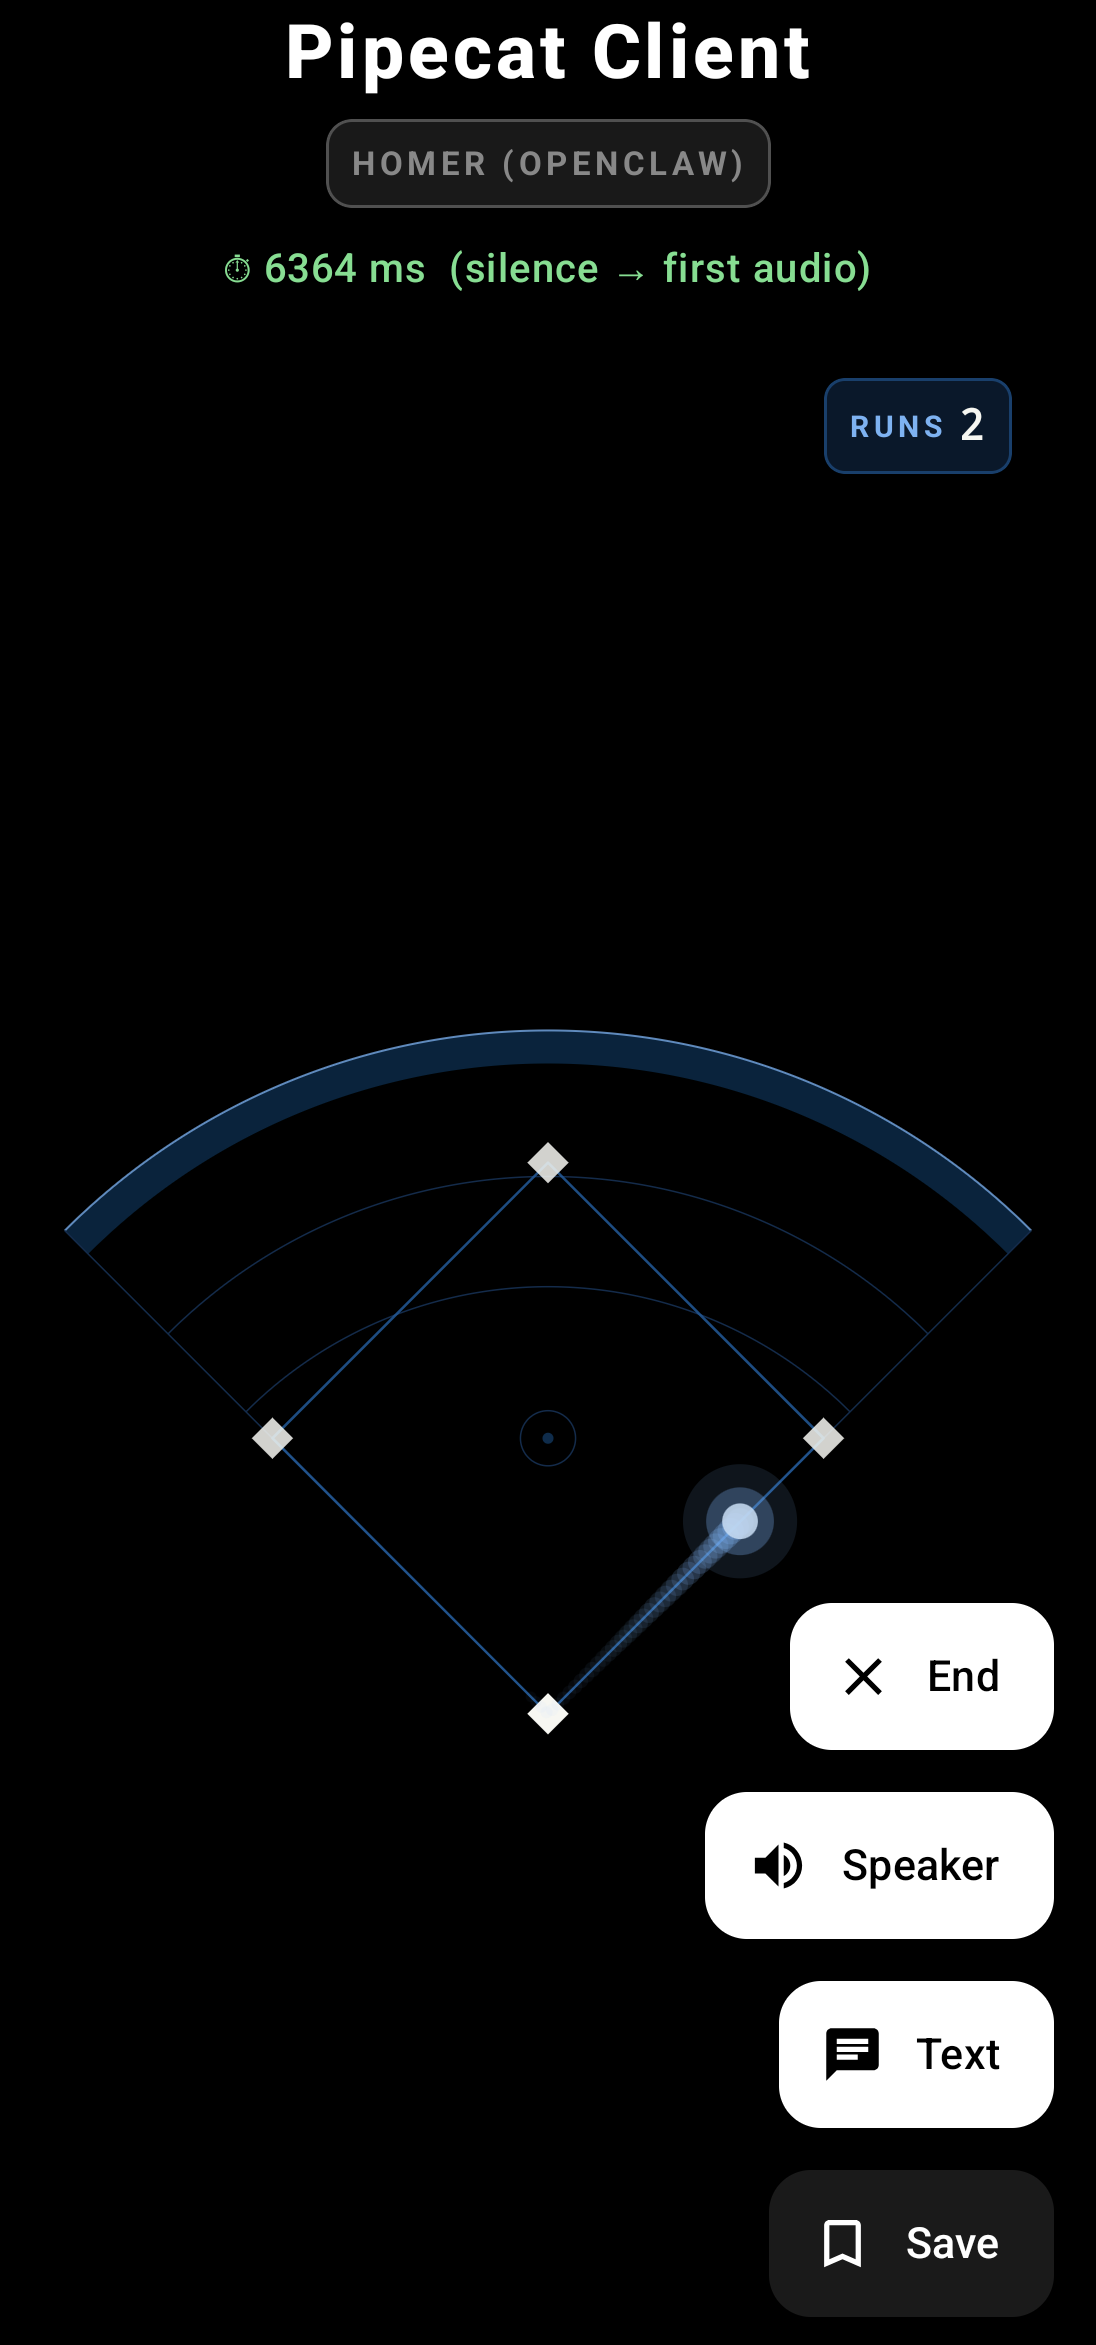 Pipecat Client
HOMER (OPENCLAW)
⏱ 6364 ms (silence → first audio)
RUNS 2
End
Speaker
Text
Save